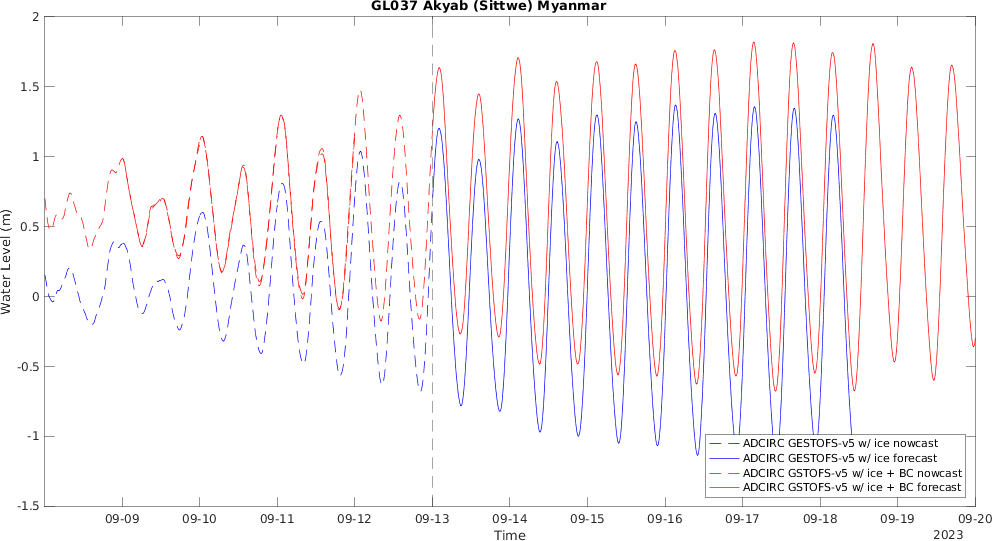 GL037 Akyab (Sittwe) Myanmar
2
1.5
1
0.5
0
-0.5
-1
-1.5
Water Level (m)
ADCIRC GESTOFS-v5 w/ ice nowcast
ADCIRC GESTOFS-v5 w/ ice forecast
ADCIRC GSTOFS-v5 w/ ice + BC nowcast
ADCIRC GSTOFS-v5 w/ ice + BC forecast
09-09 09-10 09-11 09-12 09-13 09-14 09-15 09-16 09-17 09-18 09-19 09-20
Time
2023